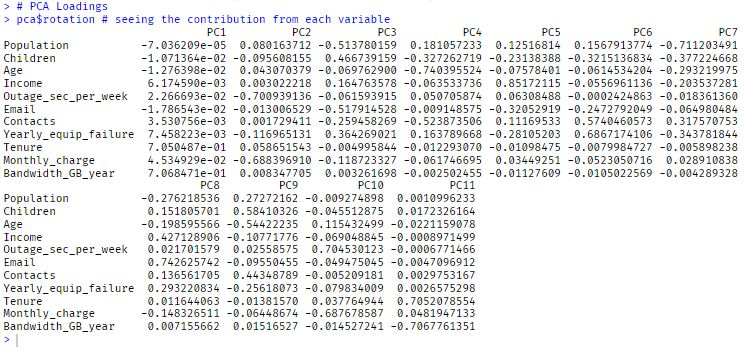 > # PCA Loadings
> pca$rotation # seeing the contribution from each variable
PC1 PC2 PC3 PC4 PC5 PC6 PC7
Population -7.036209e-05 0.080163712 -0.513780159 0.181057233 0.12516814 0.1567913774 -0.711203491
Children -1.071364e-02 -0.095608155 0.466739159 -0.327262719 -0.23138388 -0.3215136834 -0.377224668
Age -1.276398e-02 0.043070379 -0.069762900 -0.740395524 -0.07578401 -0.0614534204 -0.293219975
Income 6.174590e-03 0.003022218 0.164763578 -0.063533736 0.85172115 -0.0556961136 -0.203537281
Outage_sec_per_week 2.266693e-02 -0.700939136 -0.061593915 0.050705874 0.06308488 -0.0002424863 -0.018361360
Email -1.786543e-02 -0.013006529 -0.517914528 -0.009148575 -0.32052919 -0.2472792049 -0.064980484
Contacts 3.530756e-03 0.001729411 -0.259458269 -0.523873506 0.11169533 0.5740460573 0.317570753
Yearly_equip_failure 7.458223e-03 -0.116965131 0.364269021 0.163789668 -0.28105203 0.6867174106 -0.343781844
Tenure 7.050487e-01 0.058651543 -0.004995844 -0.012293070 -0.01098475 -0.0079984727 -0.005898238
Monthly_charge 4.534929e-02 -0.688396910 -0.118723327 -0.061746695 0.03449251 -0.0523050716 0.028910838
Bandwidth_GB_year 7.068471e-01 0.008347705 0.003261698 -0.002502455 -0.01127609 -0.0105022569 -0.004289328
PC8 PC9 PC10 PC11
Population -0.276218536 0.27272162 -0.009274898 0.0010996233
Children 0.151805701 0.58410326 -0.045512875 0.0172326164
Age -0.198595566 -0.54422235 0.115432499 -0.0221159078
Income 0.427128906 -0.10771776 -0.069048845 -0.0008971499
Outage_sec_per_week 0.021701579 0.02558575 0.704530123 -0.0006771466
Email 0.742625742 -0.09550455 -0.049475045 -0.0047096912
Contacts 0.136561705 0.44348789 -0.005209181 0.0029753167
Yearly_equip_failure 0.293220834 -0.25618073 -0.079834009 0.0026575298
Tenure 0.011644063 -0.01381570 0.037764944 0.7052078554
Monthly_charge -0.148326511 -0.06448674 -0.687678587 0.0481947133
Bandwidth_GB_year 0.007155662 0.01516527 -0.014527241 -0.7067761351
>